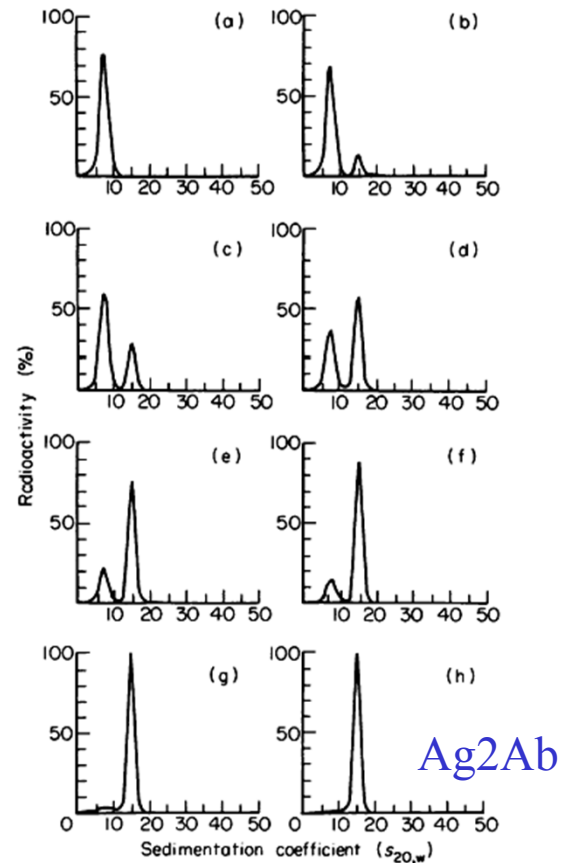 100 (a)
50
10 20 30 40 50
100 (b)
50
10 20 30 40 50
100 (c)
50
10 20 30 40 50
100 (d)
50
10 20 30 40 50
Radioactivity (%)
100 (e)
50
10 20 30 40 50
100 (f)
50
10 20 30 40 50
100 (g)
50
0 10 20 30 40 50
100 (h)
50
0 10 20 30 40 50
Ag2Ab
Sedimentation coefficient (s20,w)